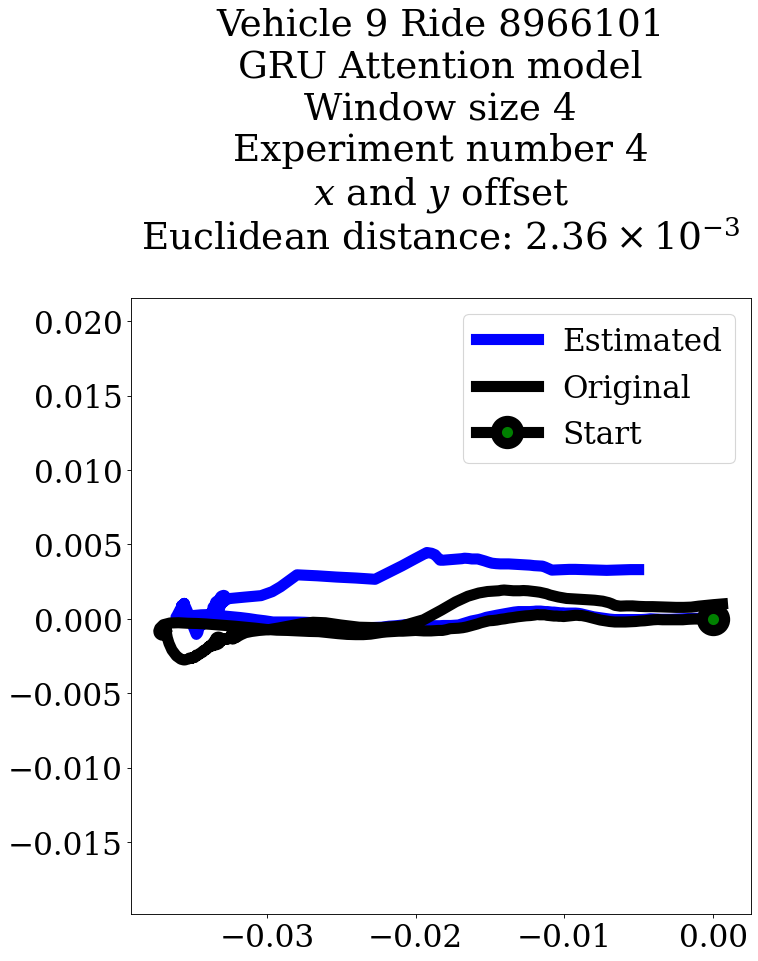 Vehicle 9 Ride 8966101
GRU Attention model
Window size 4
Experiment number 4
x and y offset
Euclidean distance: 2.36 × 10⁻³
Estimated
Original
Start
0.020
0.015
0.010
0.005
0.000
−0.005
−0.010
−0.015
−0.03 −0.02 −0.01 0.00